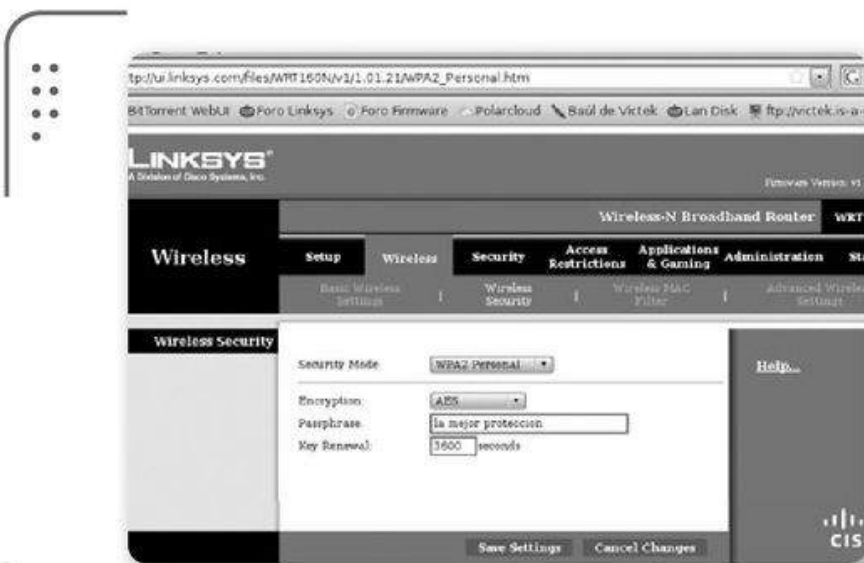 tp://ui.linksys.com/files/WRT160N/v1/1.01.21/WPA2_Personal.htm
BitTorrent WebUI Foro Linksys Foro Firmware Polarcloud Baúl de Victek Lan Disk ftp://victek.is-a-
LINKSYS®
A Division of Cisco Systems, Inc.
Firmware Version: v1
Wireless-N Broadband Router WRT
Wireless
Setup Wireless Security Access Restrictions Applications & Gaming Administration Sta
Basic Wireless Settings | Wireless Security | Wireless MAC Filter | Advanced Wireles Settings
Wireless Security
Security Mode: WPA2 Personal
Help...
Encryption: AES
Passphrase: la mejor proteccion
Key Renewal: 3600 seconds
Save Settings Cancel Changes
CIS